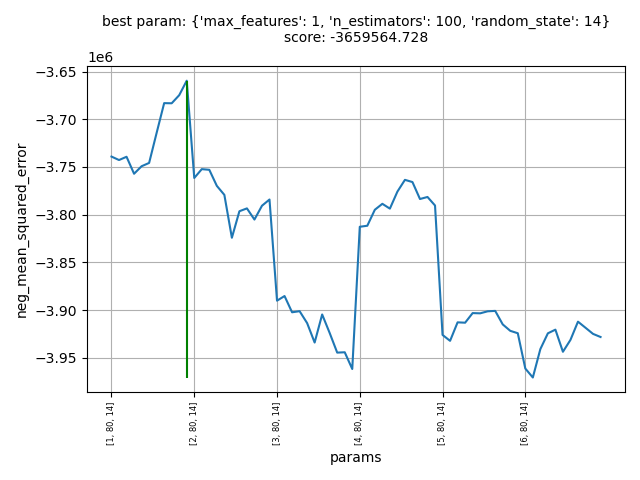 best param: {'max_features': 1, 'n_estimators': 100, 'random_state': 14}
score: -3659564.728
1e6
−3.65
−3.70
−3.75
−3.80
−3.85
−3.90
−3.95
neg_mean_squared_error
[1, 80, 14]
[2, 80, 14]
[3, 80, 14]
[4, 80, 14]
[5, 80, 14]
[6, 80, 14]
params